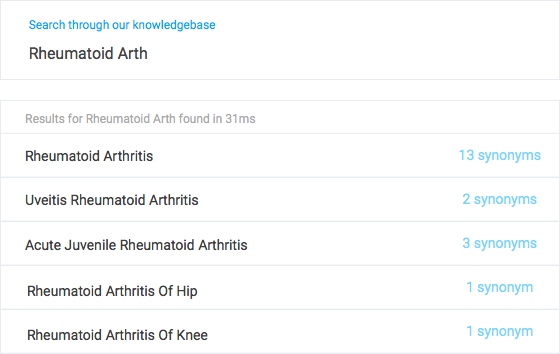 Search through our knowledgebase
Rheumatoid Arth
Results for Rheumatoid Arth found in 31ms
Rheumatoid Arthritis 13 synonyms
Uveitis Rheumatoid Arthritis 2 synonyms
Acute Juvenile Rheumatoid Arthritis 3 synonyms
Rheumatoid Arthritis Of Hip 1 synonym
Rheumatoid Arthritis Of Knee 1 synonym